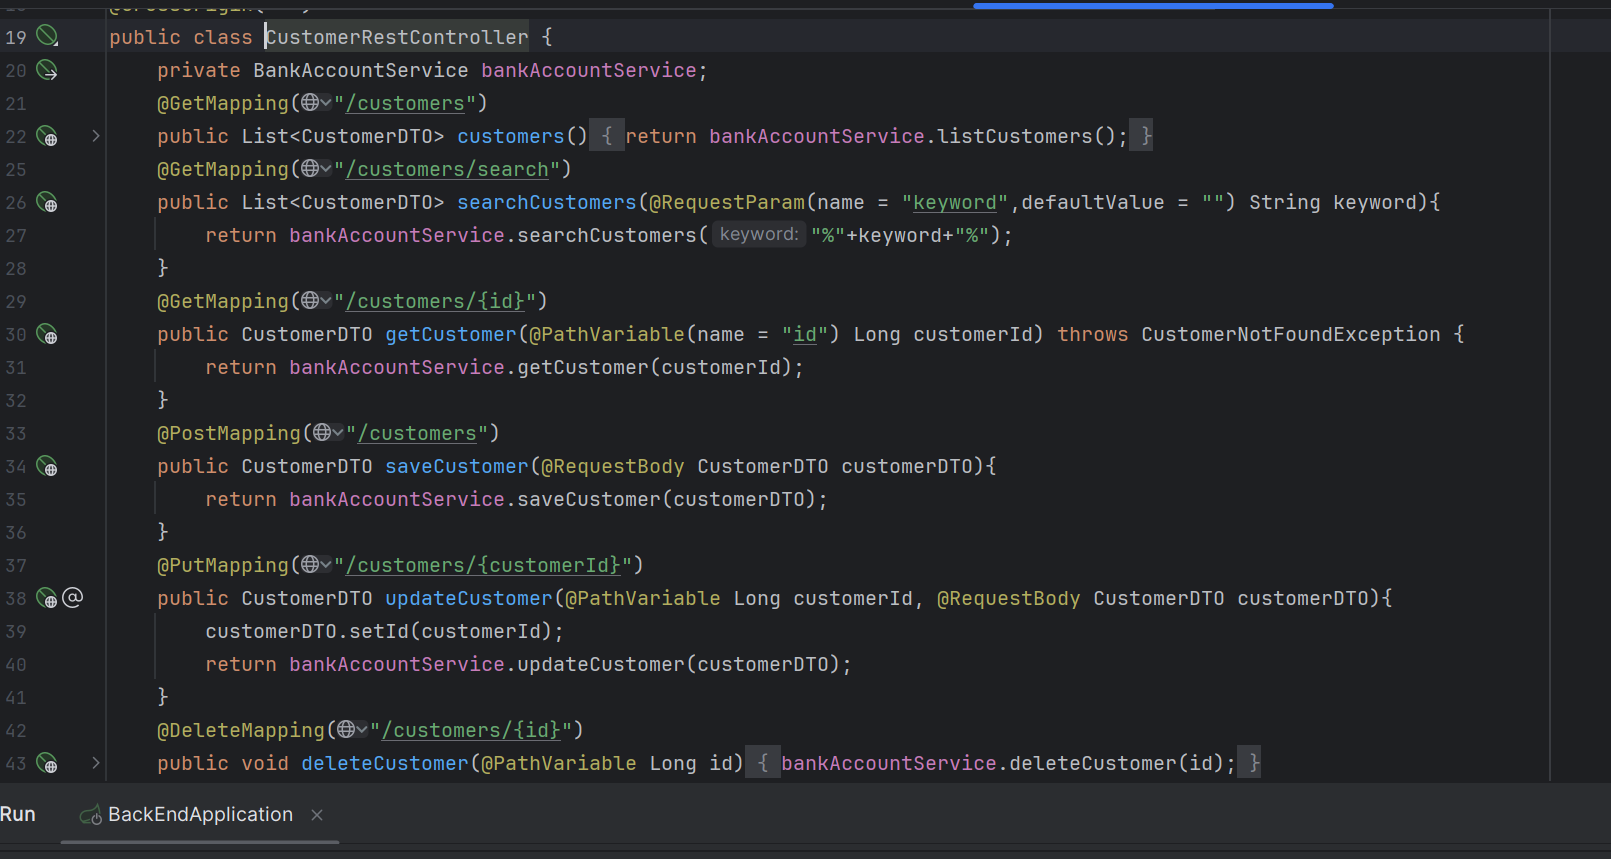 19 public class CustomerRestController {
20 private BankAccountService bankAccountService;
21 @GetMapping("/customers")
22 public List<CustomerDTO> customers() { return bankAccountService.listCustomers(); }
25 @GetMapping("/customers/search")
26 public List<CustomerDTO> searchCustomers(@RequestParam(name = "keyword",defaultValue = "") String keyword){
27 return bankAccountService.searchCustomers( keyword: "%"+keyword+"%");
28 }
29 @GetMapping("/customers/{id}")
30 public CustomerDTO getCustomer(@PathVariable(name = "id") Long customerId) throws CustomerNotFoundException {
31 return bankAccountService.getCustomer(customerId);
32 }
33 @PostMapping("/customers")
34 public CustomerDTO saveCustomer(@RequestBody CustomerDTO customerDTO){
35 return bankAccountService.saveCustomer(customerDTO);
36 }
37 @PutMapping("/customers/{customerId}")
38 @ public CustomerDTO updateCustomer(@PathVariable Long customerId, @RequestBody CustomerDTO customerDTO){
39 customerDTO.setId(customerId);
40 return bankAccountService.updateCustomer(customerDTO);
41 }
42 @DeleteMapping("/customers/{id}")
43 public void deleteCustomer(@PathVariable Long id) { bankAccountService.deleteCustomer(id); }
Run BackEndApplication ×